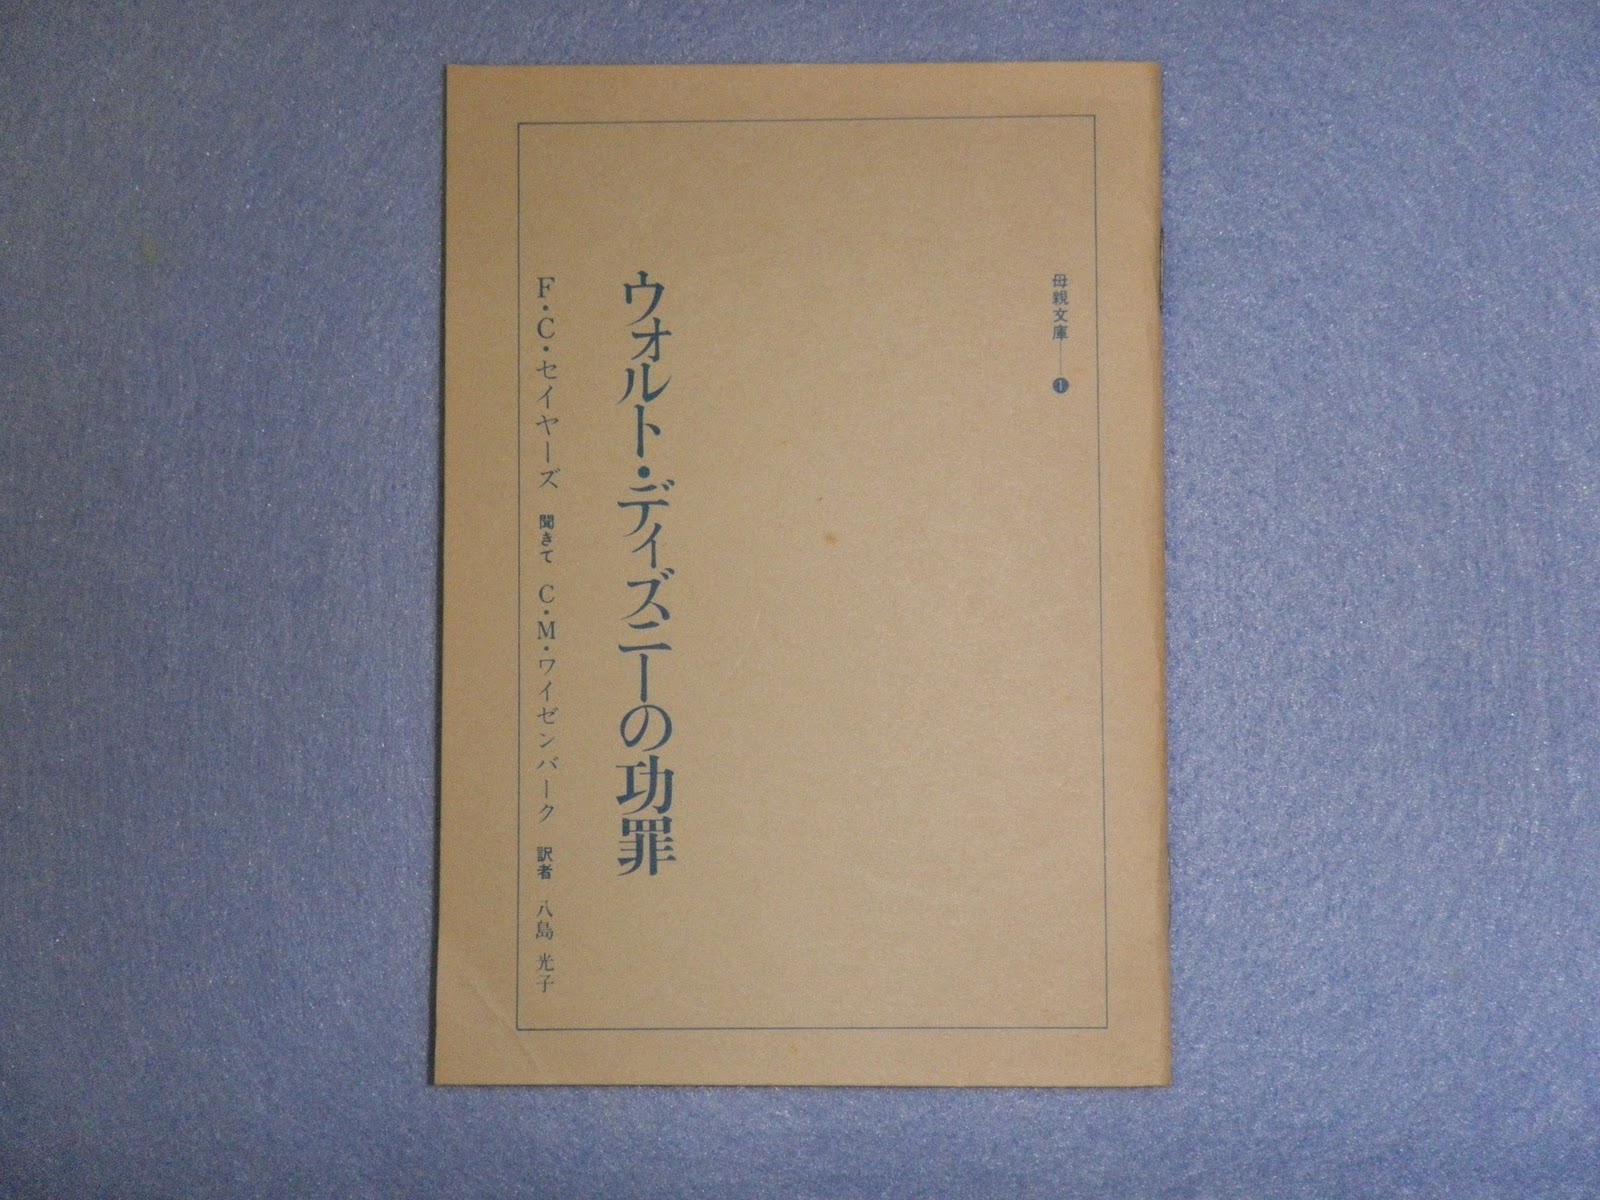 母親文庫──❶
ウォルト・ディズニーの功罪
F・C・セイヤーズ 聞きて C・M・ワイゼンバーク 訳者 八島 光子